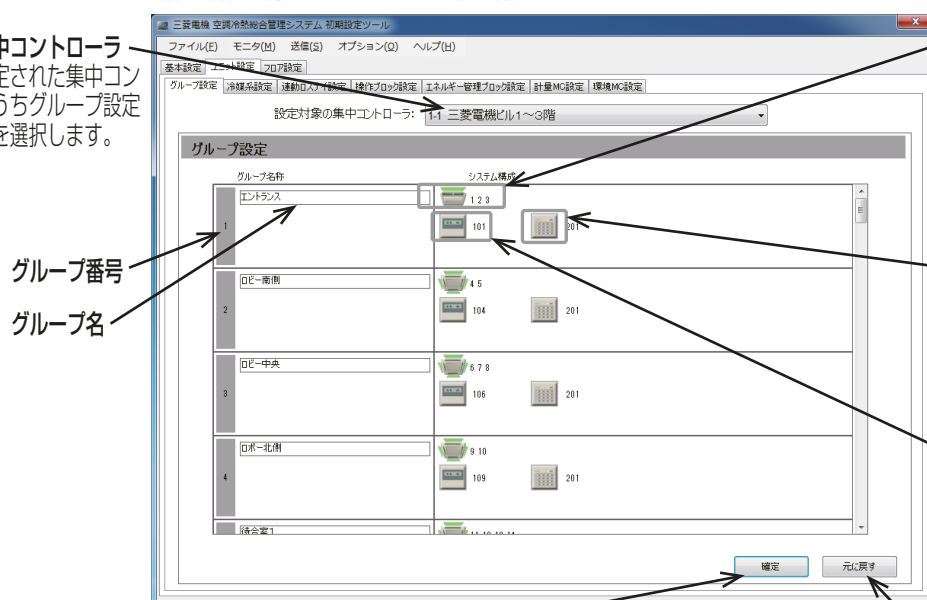 三菱電機 空調冷熱総合管理システム 初期設定ツール
ファイル(F) モニタ(M) 送信(S) オプション(O) ヘルプ(H)
基本設定 ユニット設定 フロア設定
グループ設定 冷媒系設定 連動ロスナイ設定 操作ブロック設定 エネルギー管理ブロック設定 計量MC設定 環境MC設定
中コントローラ
定された集中コン
うちグループ設定
を選択します。
設定対象の集中コントローラ: 1-1 三菱電機ビル1~3階
グループ設定
グループ名称 システム構成
エントランス 1 2 3
1 101 201
グループ番号
グループ名
ロビー南側 4 5
2 104 201
ロビー中央 6 7 8
3 106 201
ロボー北側 9 10
4 109 201
待合室1
確定 元に戻す